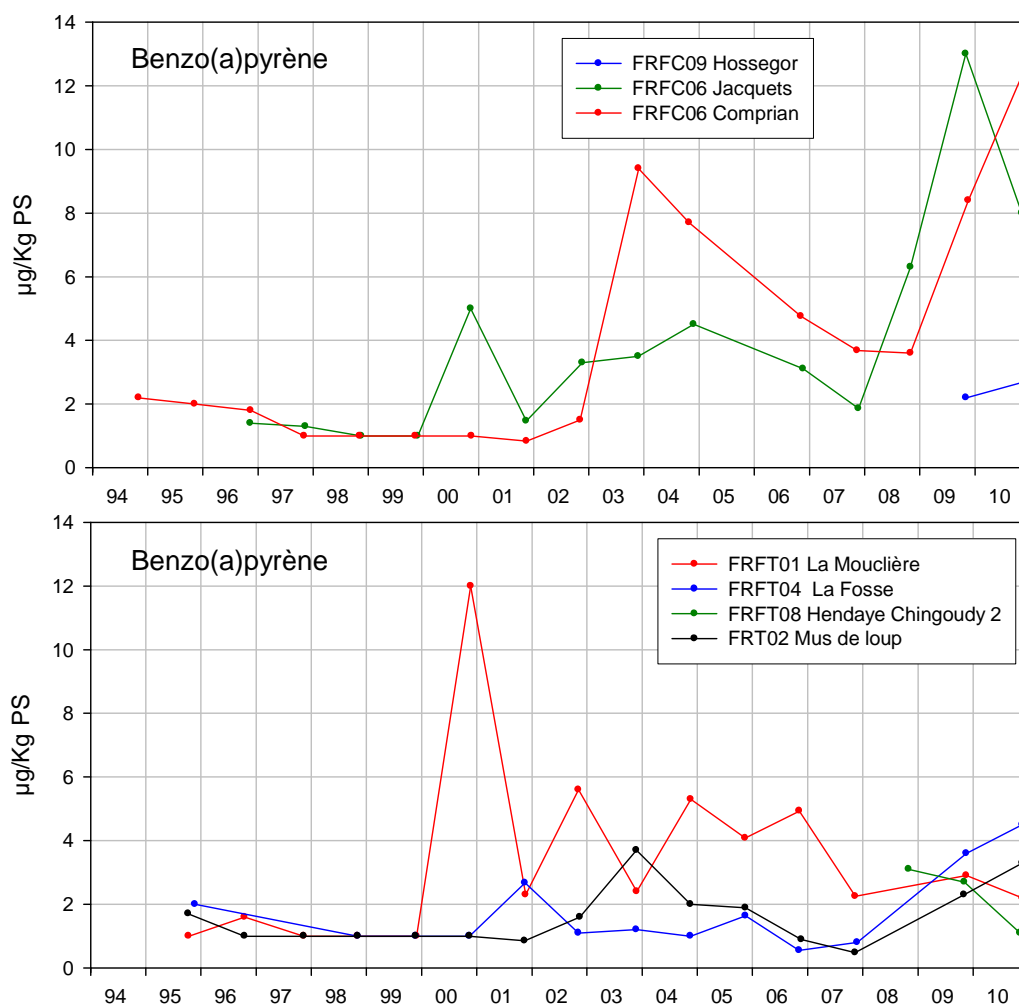 14
12
10
8
6
4
2
0
µg/Kg PS
Benzo(a)pyrène
FRFC09 Hossegor
FRFC06 Jacquets
FRFC06 Comprian
94 95 96 97 98 99 00 01 02 03 04 05 06 07 08 09 10
14
12
10
8
6
4
2
0
µg/Kg PS
Benzo(a)pyrène
FRFT01 La Mouclière
FRFT04 La Fosse
FRFT08 Hendaye Chingoudy 2
FRT02 Mus de loup
94 95 96 97 98 99 00 01 02 03 04 05 06 07 08 09 10